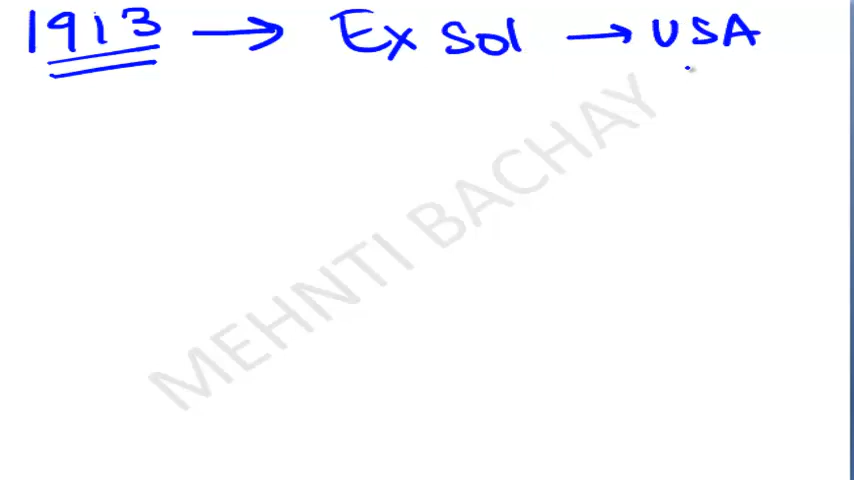 1913 → Ex Sol → USA
MEHNTI BACHAY